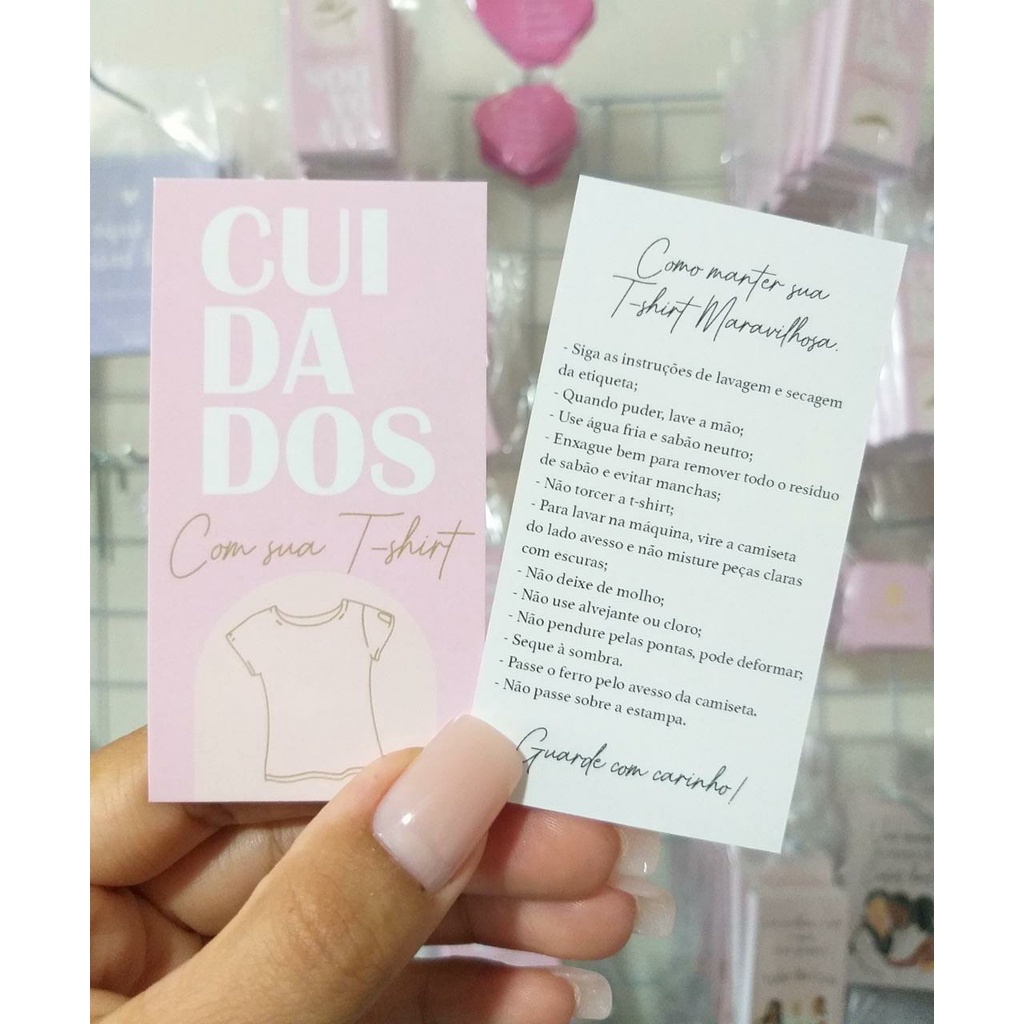 CUI
DA
DOS
Com sua T-shirt
Como manter sua
T-shirt Maravilhosa.
- Siga as instruções de lavagem e secagem
da etiqueta;
- Quando puder, lave a mão;
- Use água fria e sabão neutro;
- Enxague bem para remover todo o resíduo
de sabão e evitar manchas;
- Não torcer a t-shirt;
- Para lavar na máquina, vire a camiseta
do lado avesso e não misture peças claras
com escuras;
- Não deixe de molho;
- Não use alvejante ou cloro;
- Não pendure pelas pontas, pode deformar;
- Seque à sombra.
- Passe o ferro pelo avesso da camiseta.
- Não passe sobre a estampa.
Guarde com carinho!